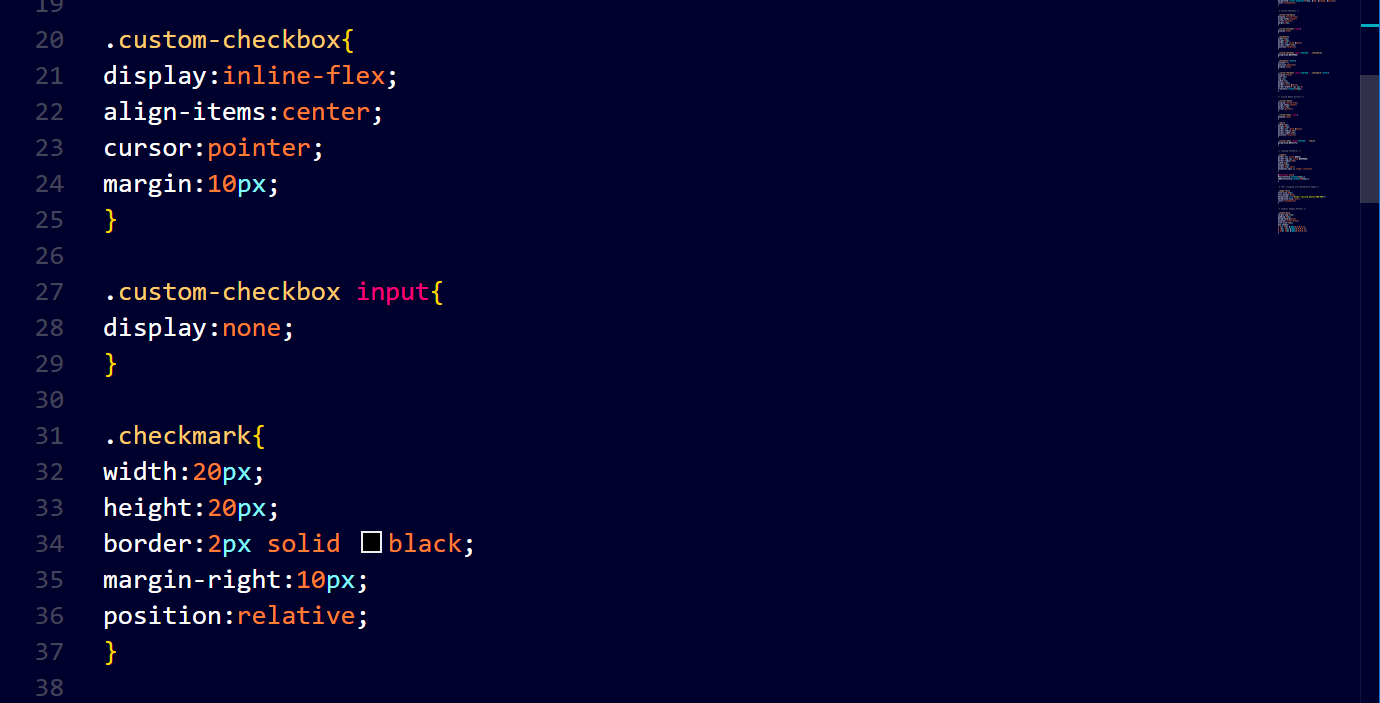 19
20 .custom-checkbox{
21 display:inline-flex;
22 align-items:center;
23 cursor:pointer;
24 margin:10px;
25 }
26
27 .custom-checkbox input{
28 display:none;
29 }
30
31 .checkmark{
32 width:20px;
33 height:20px;
34 border:2px solid black;
35 margin-right:10px;
36 position:relative;
37 }
38